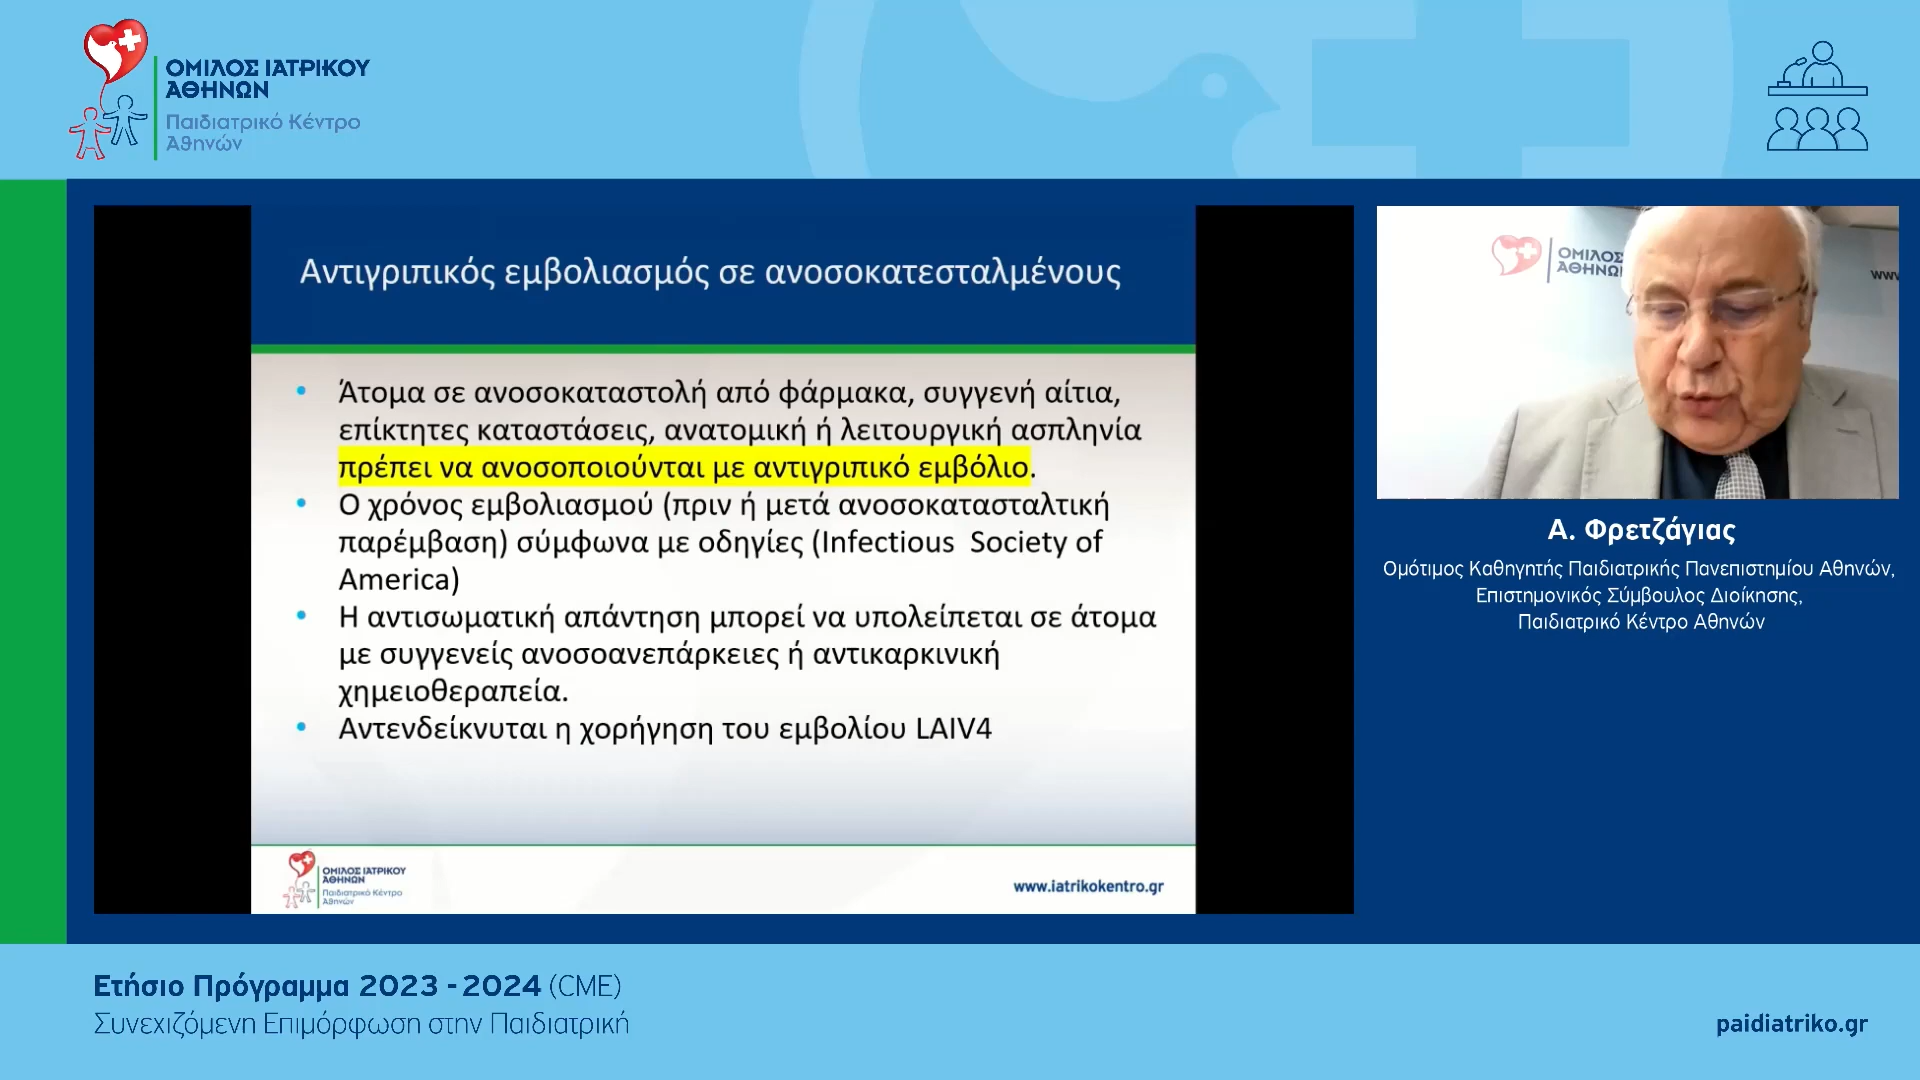 ΟΜΙΛΟΣ ΙΑΤΡΙΚΟΥ
ΑΘΗΝΩΝ
Παιδιατρικό Κέντρο
Αθηνών
Αντιγριπικός εμβολιασμός σε ανοσοκατεσταλμένους
• Άτομα σε ανοσοκαταστολή από φάρμακα, συγγενή αίτια,
επίκτητες καταστάσεις, ανατομική ή λειτουργική ασπληνία
πρέπει να ανοσοποιούνται με αντιγριπικό εμβόλιο.
• Ο χρόνος εμβολιασμού (πριν ή μετά ανοσοκατασταλτική
παρέμβαση) σύμφωνα με οδηγίες (Infectious Society of
America)
• Η αντισωματική απάντηση μπορεί να υπολείπεται σε άτομα
με συγγενείς ανοσοανεπάρκειες ή αντικαρκινική
χημειοθεραπεία.
• Αντενδείκνυται η χορήγηση του εμβολίου LAIV4
ΟΜΙΛΟΣ ΙΑΤΡΙΚΟΥ
ΑΘΗΝΩΝ
Παιδιατρικό Κέντρο
Αθηνών
www.iatrikokentro.gr
ΟΜΙΛΟΣ
ΑΘΗΝΩ
www
Α. Φρετζάγιας
Ομότιμος Καθηγητής Παιδιατρικής Πανεπιστημίου Αθηνών,
Επιστημονικός Σύμβουλος Διοίκησης,
Παιδιατρικό Κέντρο Αθηνών
Ετήσιο Πρόγραμμα 2023 - 2024 (CME)
Συνεχιζόμενη Επιμόρφωση στην Παιδιατρική
paidiatriko.gr